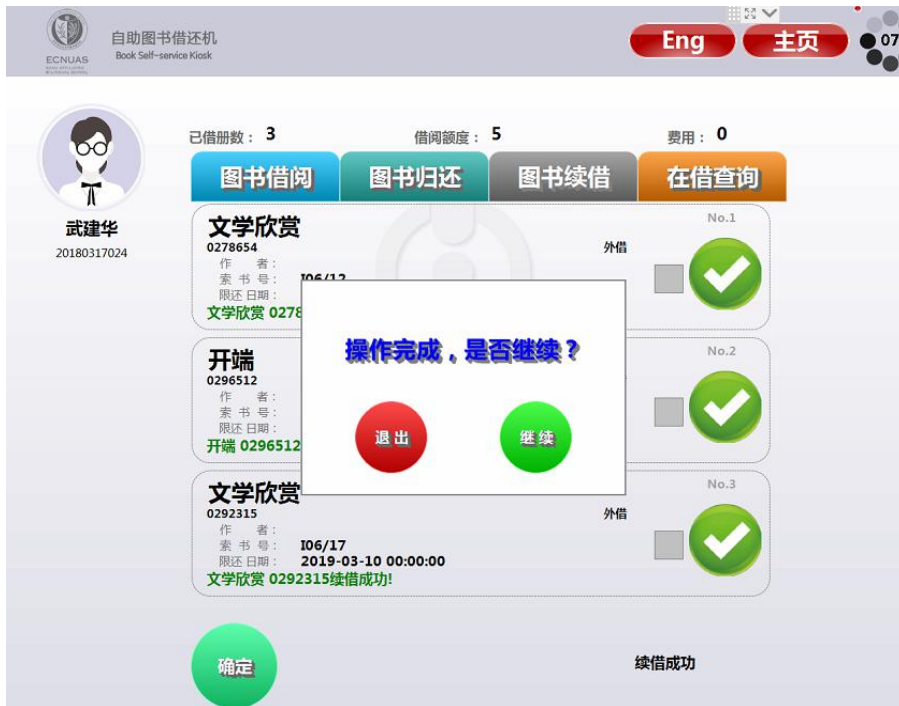 ECNUAS
自助图书借还机
Book Self-service Kiosk
Eng
主页
07
已借册数： 3
借阅额度： 5
费用： 0
图书借阅
图书归还
图书续借
在借查询
武建华
20180317024
文学欣赏
No.1
0278654
外借
作 者：
索 书 号： I06/12
限还日期：
文学欣赏 0278
操作完成，是否继续？
退出
继续
开端
No.2
0296512
作 者：
索 书 号：
限还日期：
开端 0296512
文学欣赏
No.3
0292315
外借
作 者：
索 书 号： I06/17
限还日期： 2019-03-10 00:00:00
文学欣赏 0292315续借成功!
确定
续借成功